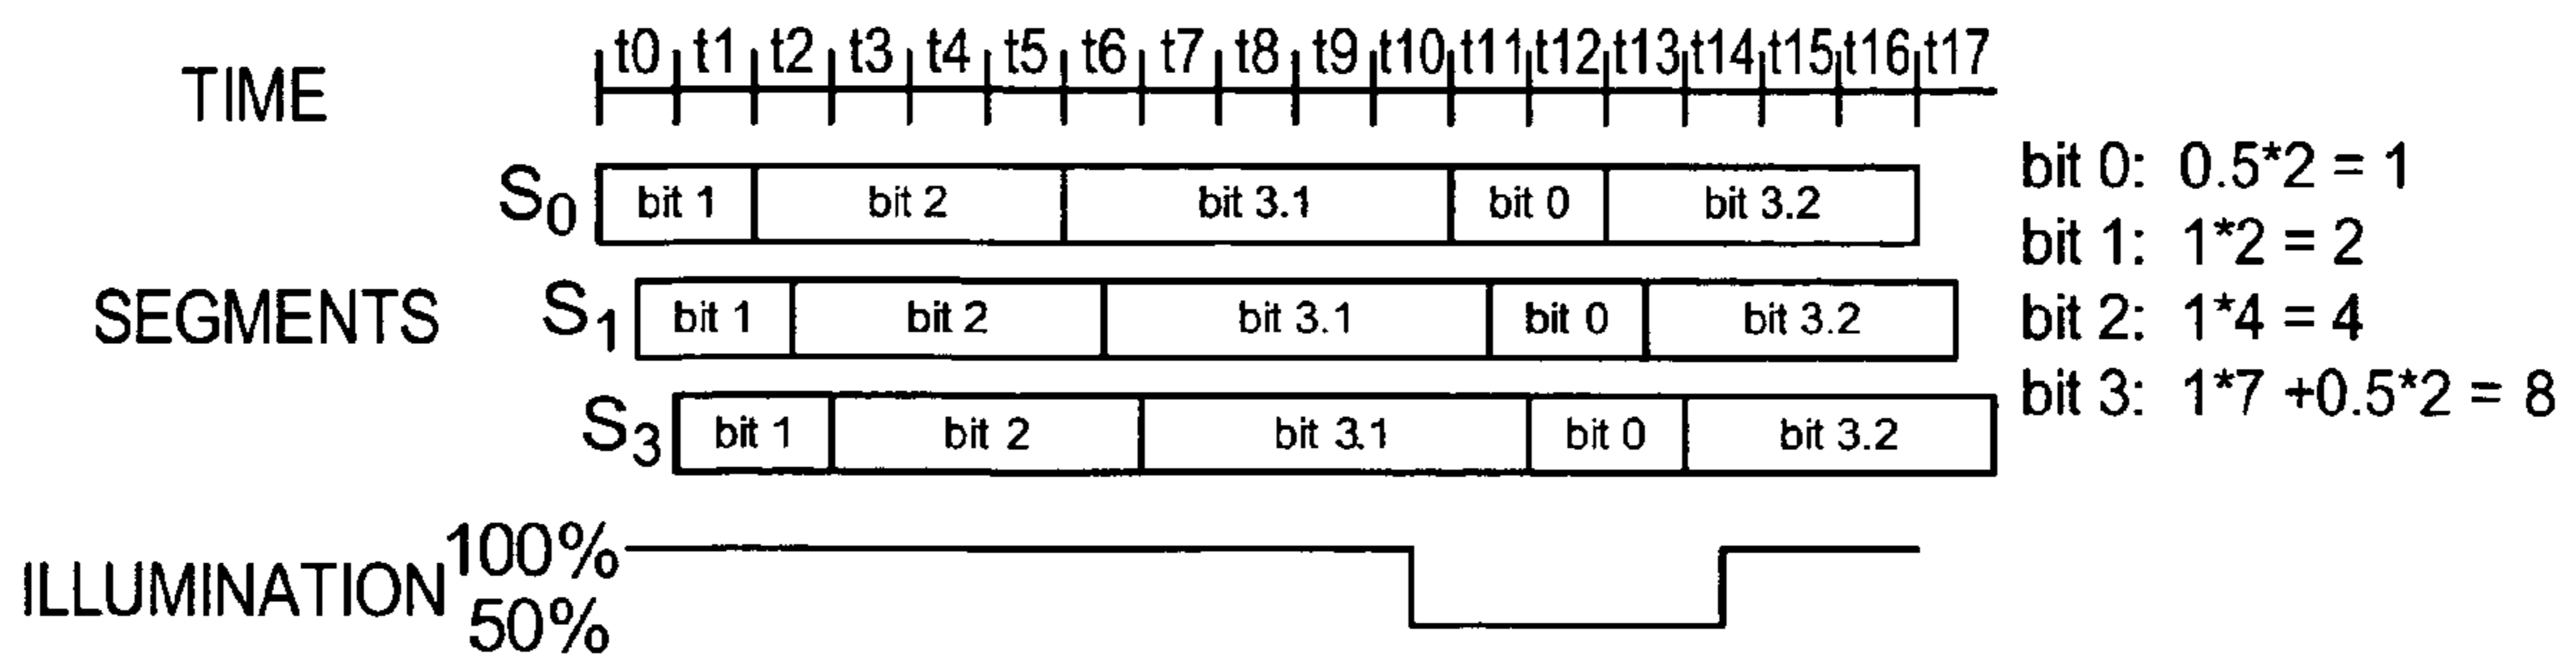 TIME t0 t1 t2 t3 t4 t5 t6 t7 t8 t9 t10 t11 t12 t13 t14 t15 t16 t17
S0 bit 1 bit 2 bit 3.1 bit 0 bit 3.2
SEGMENTS S1 bit 1 bit 2 bit 3.1 bit 0 bit 3.2
S3 bit 1 bit 2 bit 3.1 bit 0 bit 3.2
bit 0: 0.5*2 = 1
bit 1: 1*2 = 2
bit 2: 1*4 = 4
bit 3: 1*7 +0.5*2 = 8
ILLUMINATION 100%
50%